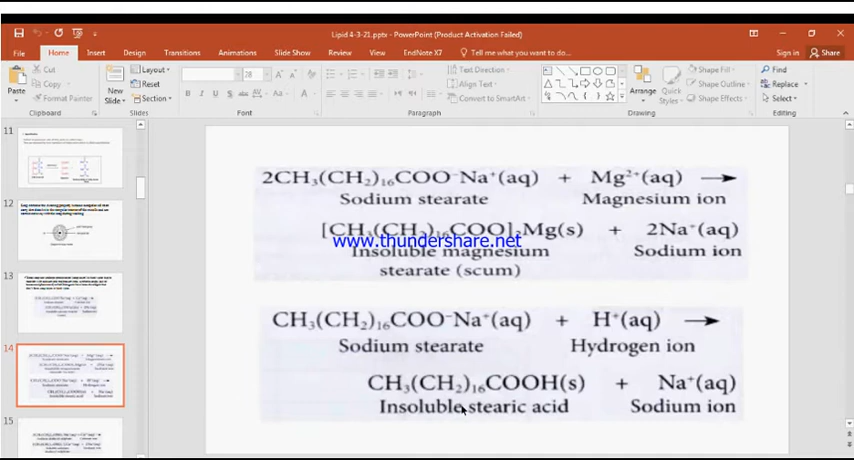 Lipid 4-3-21.pptx - PowerPoint (Product Activation Failed)
File Home Insert Design Transitions Animations Slide Show Review View EndNote X7 Tell me what you want to do... Sign in Share
Cut
Copy
Format Painter
Paste
Clipboard
New Slide
Layout
Reset
Section
Slides
28
Font
Text Direction
Align Text
Convert to SmartArt
Paragraph
Arrange
Quick Styles
Shape Fill
Shape Outline
Shape Effects
Drawing
Find
Replace
Select
Editing
11
12
13
14
15
2CH₃(CH₂)₁₆COO⁻Na⁺(aq) + Mg²⁺(aq) →
Sodium stearate Magnesium ion
[CH₃(CH₂)₁₆COO]₂Mg(s) + 2Na⁺(aq)
www.thundershare.net
Insoluble magnesium Sodium ion
stearate (scum)
CH₃(CH₂)₁₆COO⁻Na⁺(aq) + H⁺(aq) →
Sodium stearate Hydrogen ion
CH₃(CH₂)₁₆COOH(s) + Na⁺(aq)
Insoluble stearic acid Sodium ion